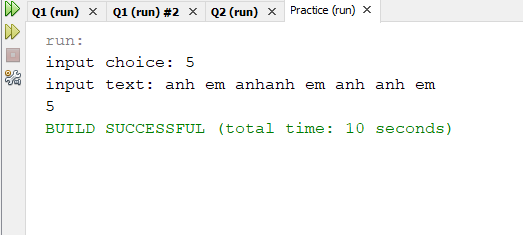 Q1 (run) Q1 (run) #2 Q2 (run) Practice (run)
run:
input choice: 5
input text: anh em anhanh em anh anh em
5
BUILD SUCCESSFUL (total time: 10 seconds)